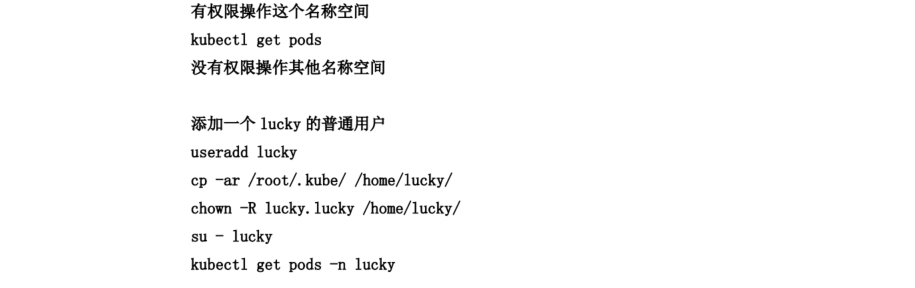 有权限操作这个名称空间
kubectl get pods
没有权限操作其他名称空间
添加一个 lucky 的普通用户
useradd lucky
cp -ar /root/.kube/ /home/lucky/
chown -R lucky.lucky /home/lucky/
su - lucky
kubectl get pods -n lucky